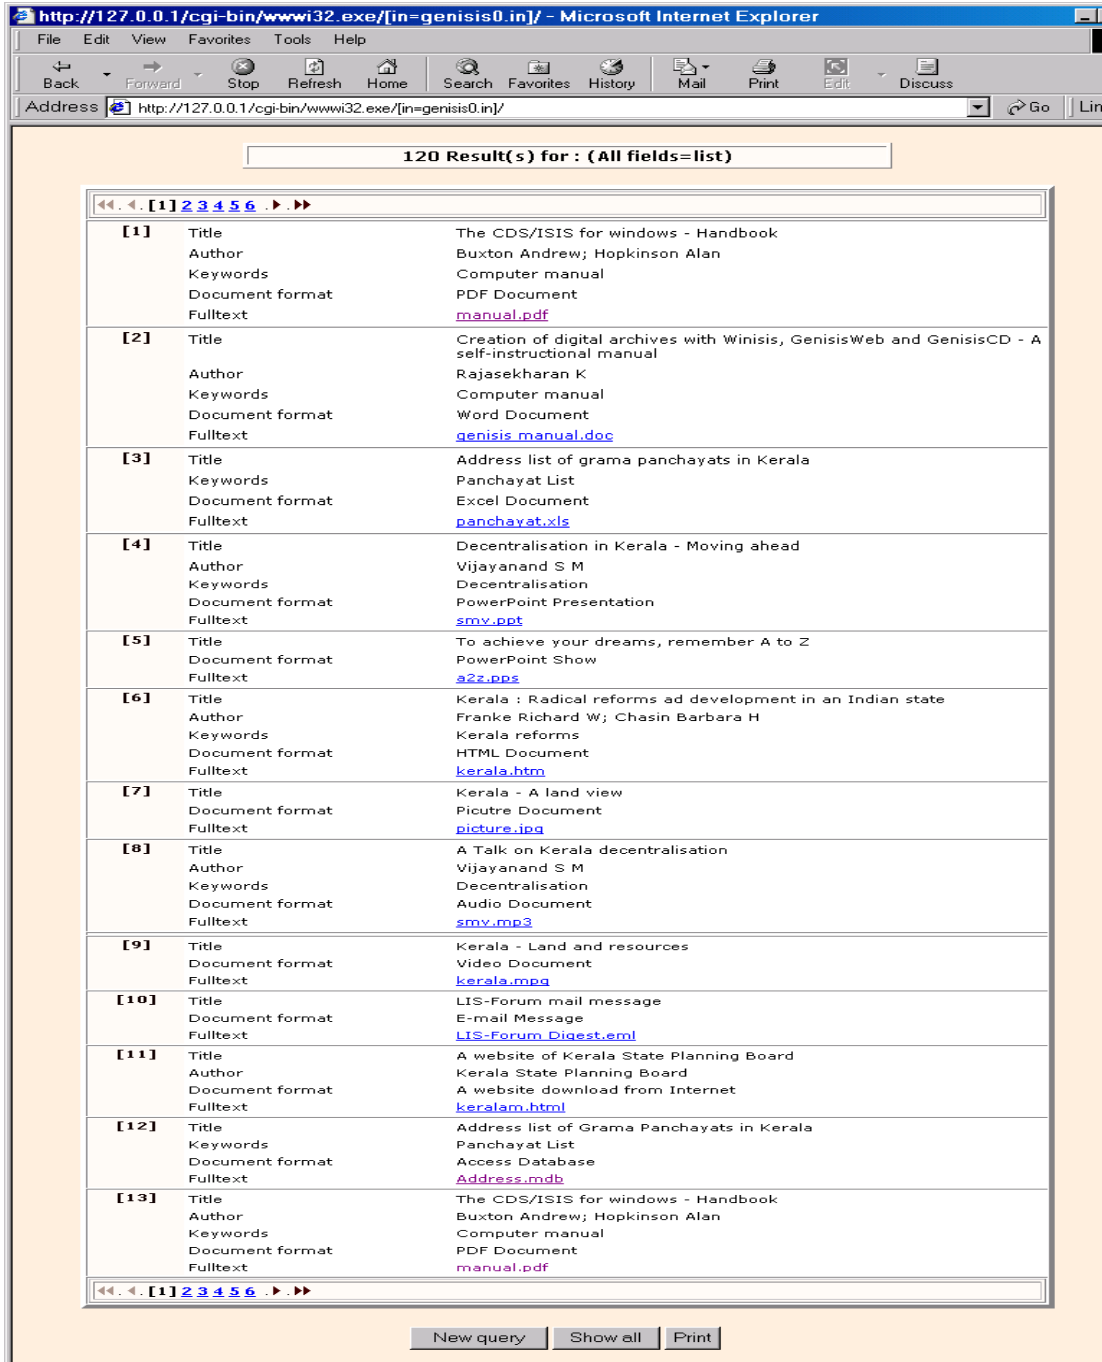 http://127.0.0.1/cgi-bin/wwwi32.exe/[in=genisis0.in]/ - Microsoft Internet Explorer
File Edit View Favorites Tools Help
Back Forward Stop Refresh Home Search Favorites History Mail Print Edit Discuss
Address http://127.0.0.1/cgi-bin/wwwi32.exe/[in=genisis0.in]/ Go Lin
120 Result(s) for : (All fields=list)
[1] 2 3 4 5 6
[1] Title The CDS/ISIS for windows - Handbook
Author Buxton Andrew; Hopkinson Alan
Keywords Computer manual
Document format PDF Document
Fulltext manual.pdf
[2] Title Creation of digital archives with Winisis, GenisisWeb and GenisisCD - A
self-instructional manual
Author Rajasekharan K
Keywords Computer manual
Document format Word Document
Fulltext genisis manual.doc
[3] Title Address list of grama panchayats in Kerala
Keywords Panchayat List
Document format Excel Document
Fulltext panchayat.xls
[4] Title Decentralisation in Kerala - Moving ahead
Author Vijayanand S M
Keywords Decentralisation
Document format PowerPoint Presentation
Fulltext smv.ppt
[5] Title To achieve your dreams, remember A to Z
Document format PowerPoint Show
Fulltext a2z.pps
[6] Title Kerala : Radical reforms ad development in an Indian state
Author Franke Richard W; Chasin Barbara H
Keywords Kerala reforms
Document format HTML Document
Fulltext kerala.htm
[7] Title Kerala - A land view
Document format Picutre Document
Fulltext picture.jpg
[8] Title A Talk on Kerala decentralisation
Author Vijayanand S M
Keywords Decentralisation
Document format Audio Document
Fulltext smv.mp3
[9] Title Kerala - Land and resources
Document format Video Document
Fulltext kerala.mpg
[10] Title LIS-Forum mail message
Document format E-mail Message
Fulltext LIS-Forum Digest.eml
[11] Title A website of Kerala State Planning Board
Author Kerala State Planning Board
Document format A website download from Internet
Fulltext keralam.html
[12] Title Address list of Grama Panchayats in Kerala
Keywords Panchayat List
Document format Access Database
Fulltext Address.mdb
[13] Title The CDS/ISIS for windows - Handbook
Author Buxton Andrew; Hopkinson Alan
Keywords Computer manual
Document format PDF Document
Fulltext manual.pdf
[1] 2 3 4 5 6
New query Show all Print